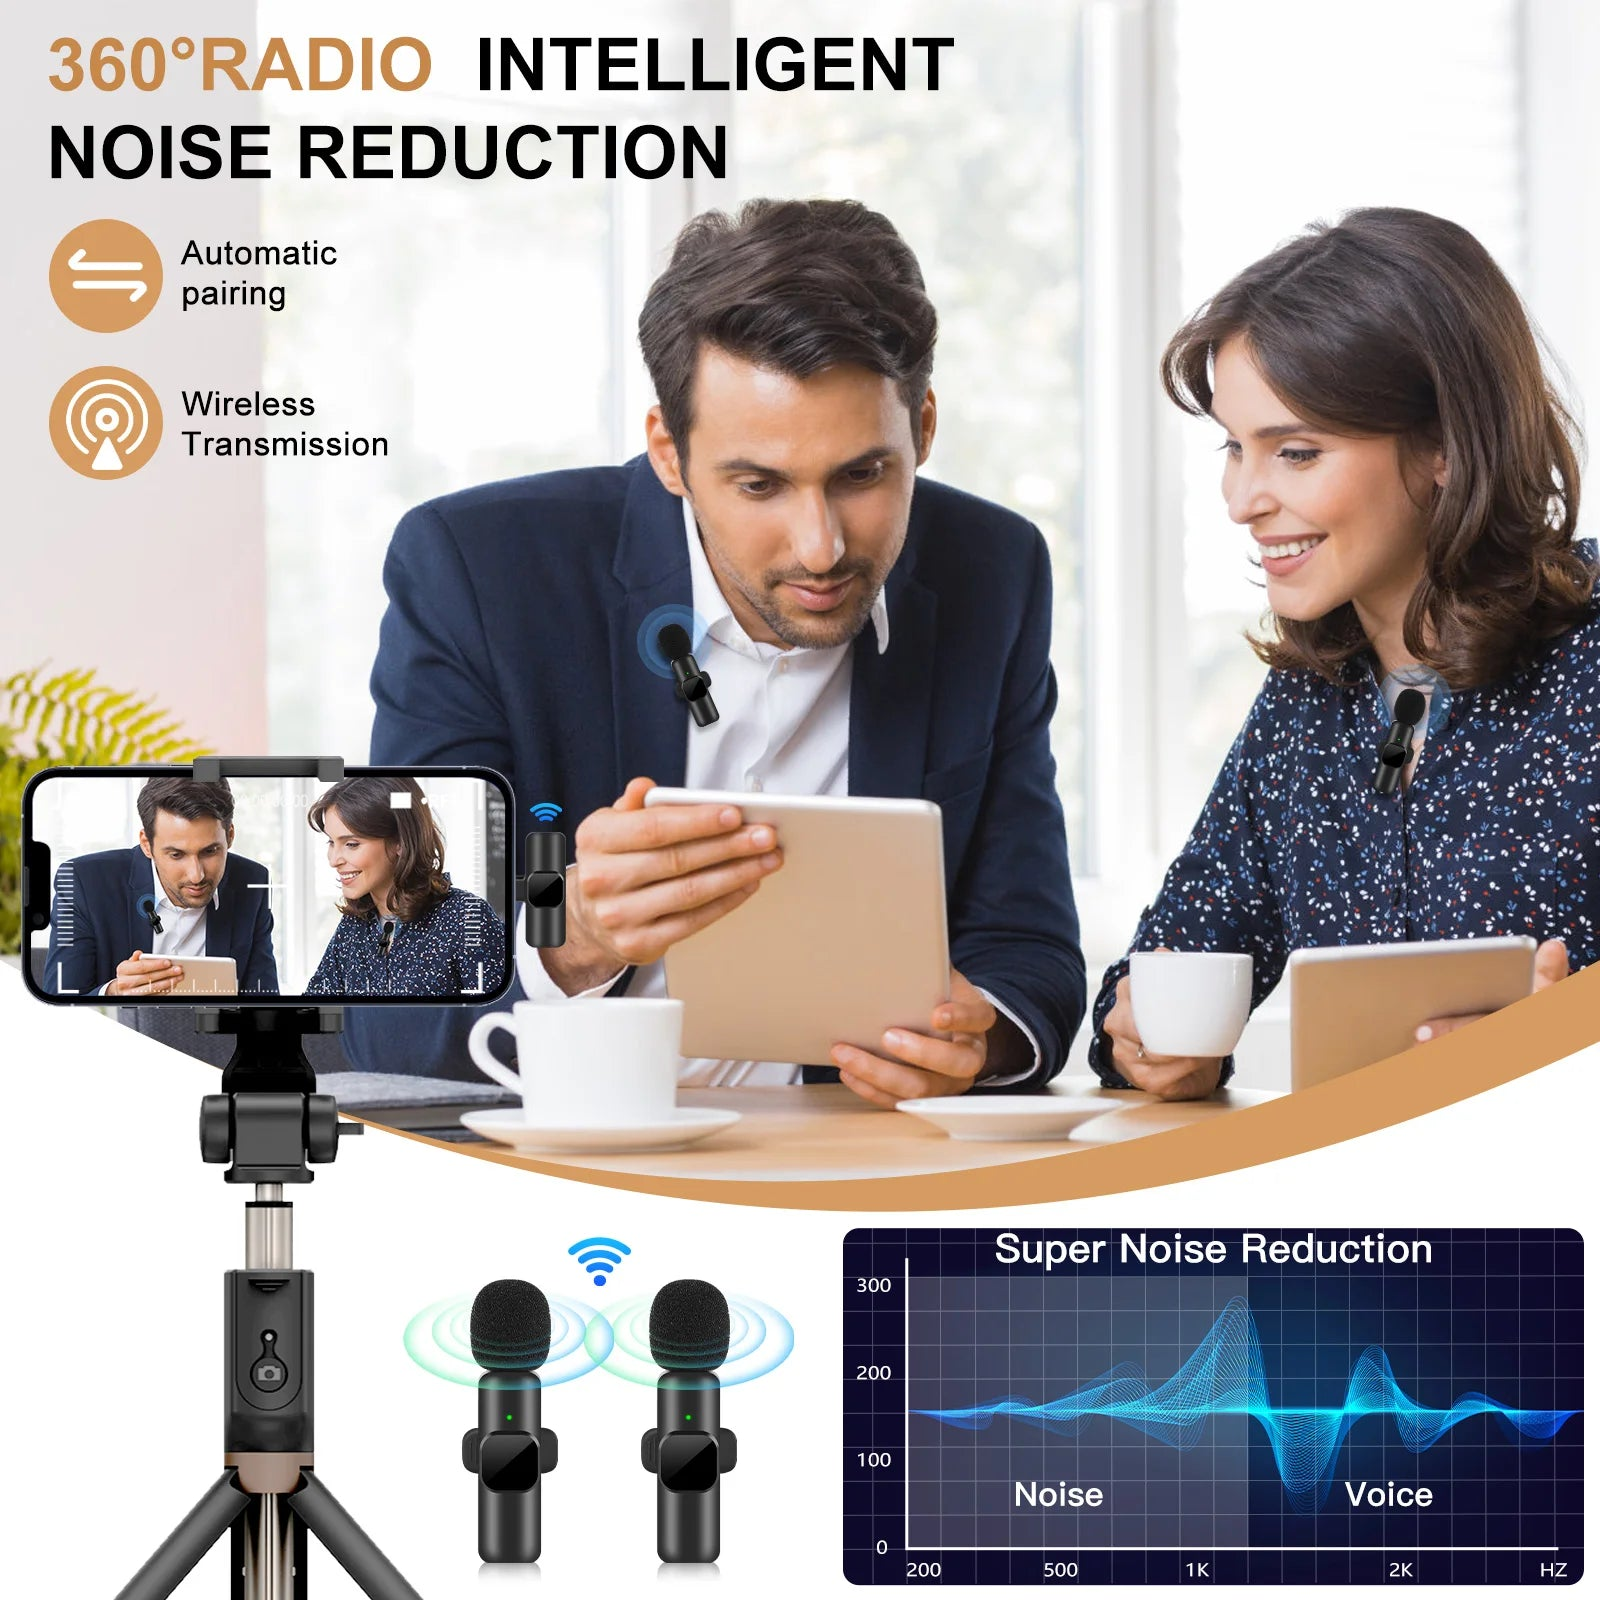 360°RADIO INTELLIGENT
NOISE REDUCTION
Automatic
pairing
Wireless
Transmission
Super Noise Reduction
300
200
100
0
Noise
Voice
200 500 1K 2K HZ